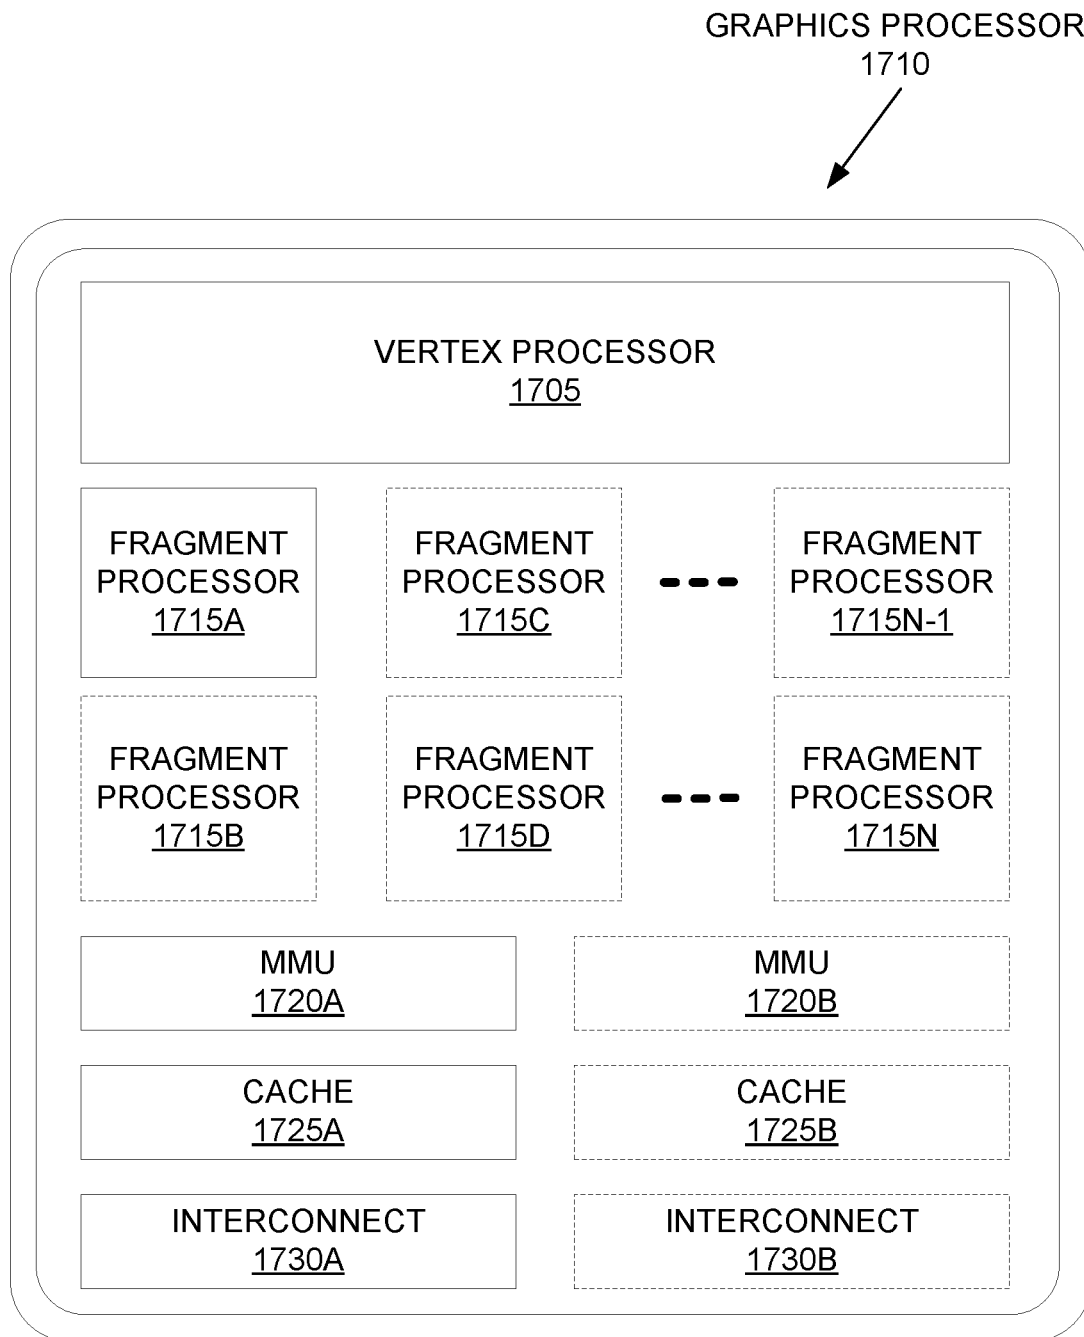 GRAPHICS PROCESSOR
1710
VERTEX PROCESSOR
1705
FRAGMENT
PROCESSOR
1715A
FRAGMENT
PROCESSOR
1715C
FRAGMENT
PROCESSOR
1715N-1
FRAGMENT
PROCESSOR
1715B
FRAGMENT
PROCESSOR
1715D
FRAGMENT
PROCESSOR
1715N
MMU
1720A
MMU
1720B
CACHE
1725A
CACHE
1725B
INTERCONNECT
1730A
INTERCONNECT
1730B